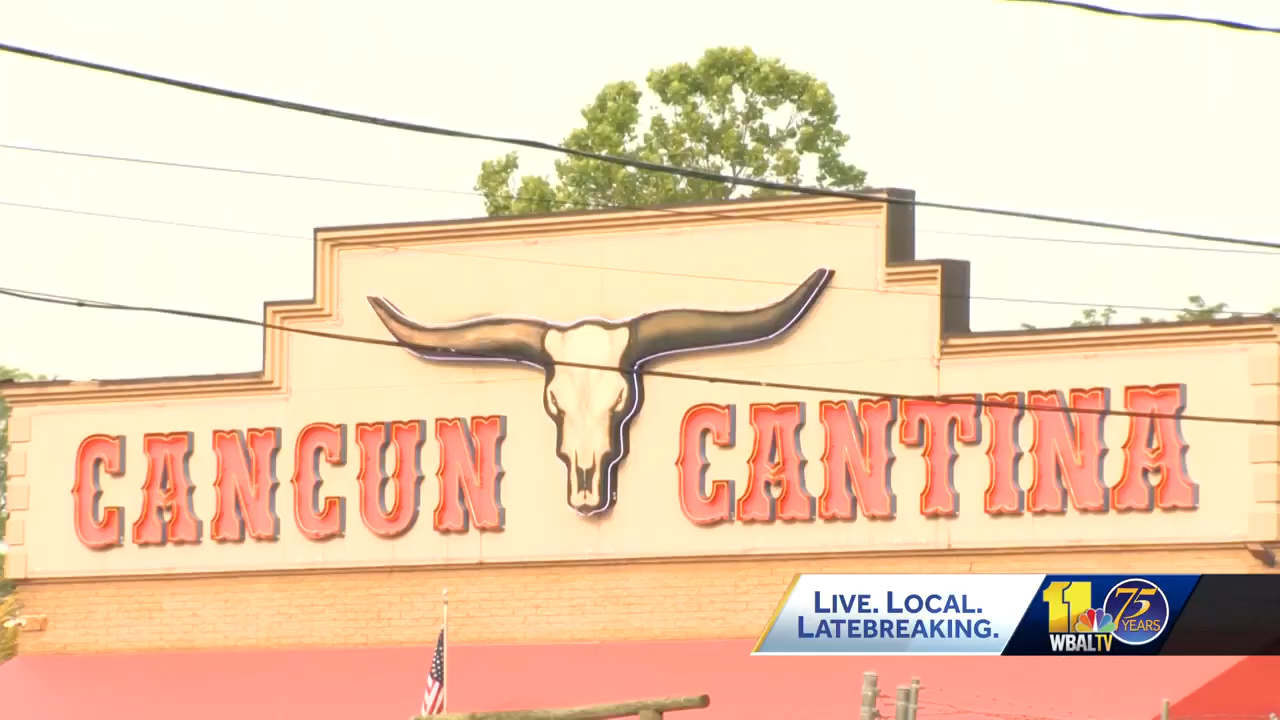 CANCUN CANTINA
LIVE. LOCAL.
LATEBREAKING.
11
WBALTV
75
YEARS